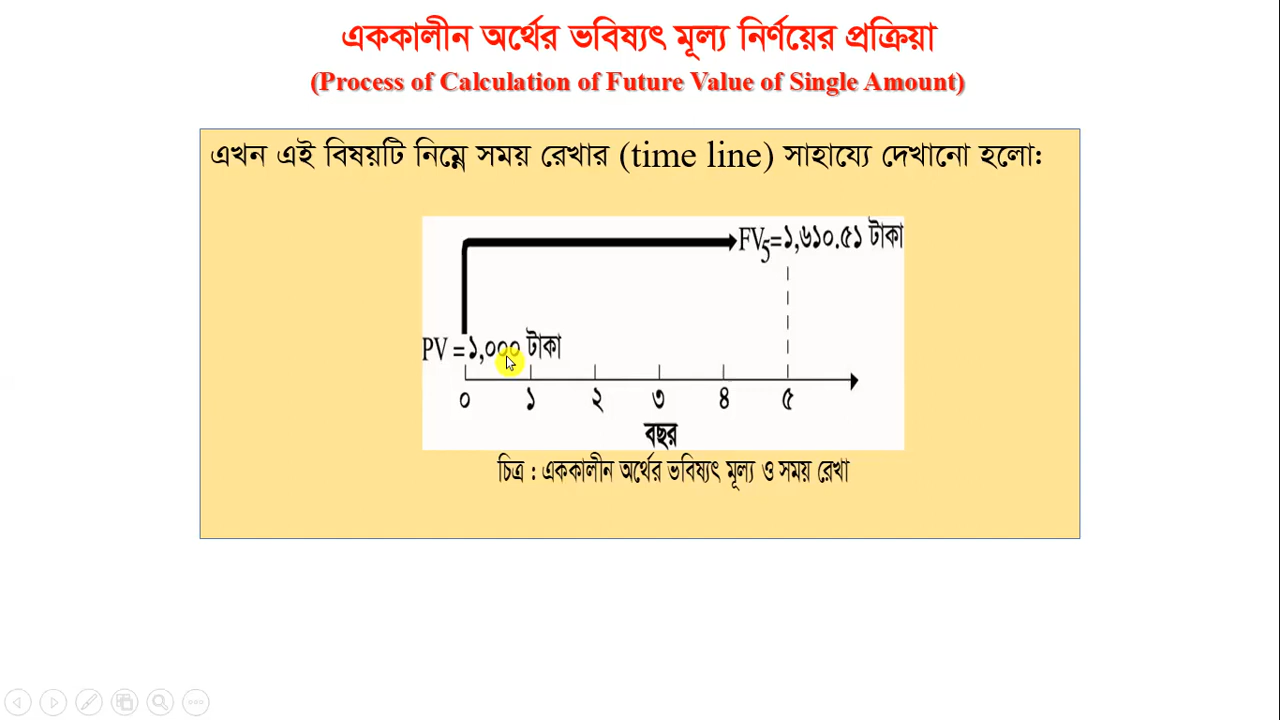 এককালীন অর্থের ভবিষ্যৎ মূল্য নির্ণয়ের প্রক্রিয়া
(Process of Calculation of Future Value of Single Amount)
এখন এই বিষয়টি নিম্নে সময় রেখার (time line) সাহায্যে দেখানো হলো:
FV5=১,৬১০.৫১ টাকা
PV =১,০০০ টাকা
০ ১ ২ ৩ ৪ ৫
বছর
চিত্র : এককালীন অর্থের ভবিষ্যৎ মূল্য ও সময় রেখা